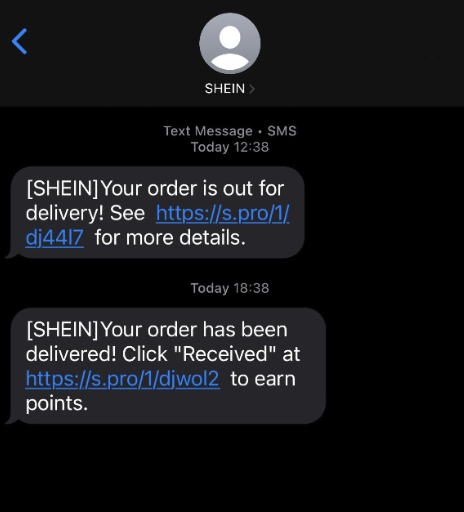 SHEIN
Text Message • SMS
Today 12:38
[SHEIN]Your order is out for
delivery! See https://s.pro/1/
dj44l7 for more details.
Today 18:38
[SHEIN]Your order has been
delivered! Click "Received" at
https://s.pro/1/djwol2 to earn
points.